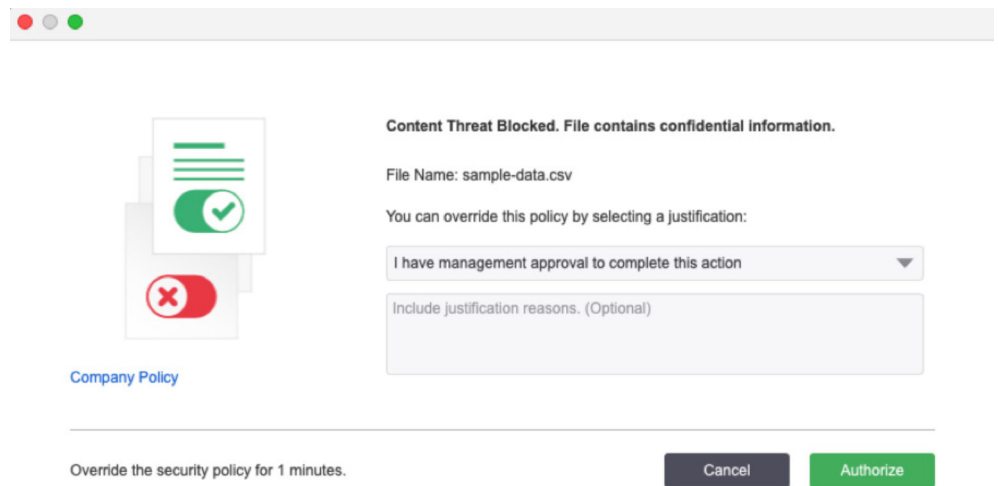 Content Threat Blocked. File contains confidential information.
File Name: sample-data.csv
You can override this policy by selecting a justification:
I have management approval to complete this action
Include justification reasons. (Optional)
Company Policy
Override the security policy for 1 minutes.
Cancel
Authorize